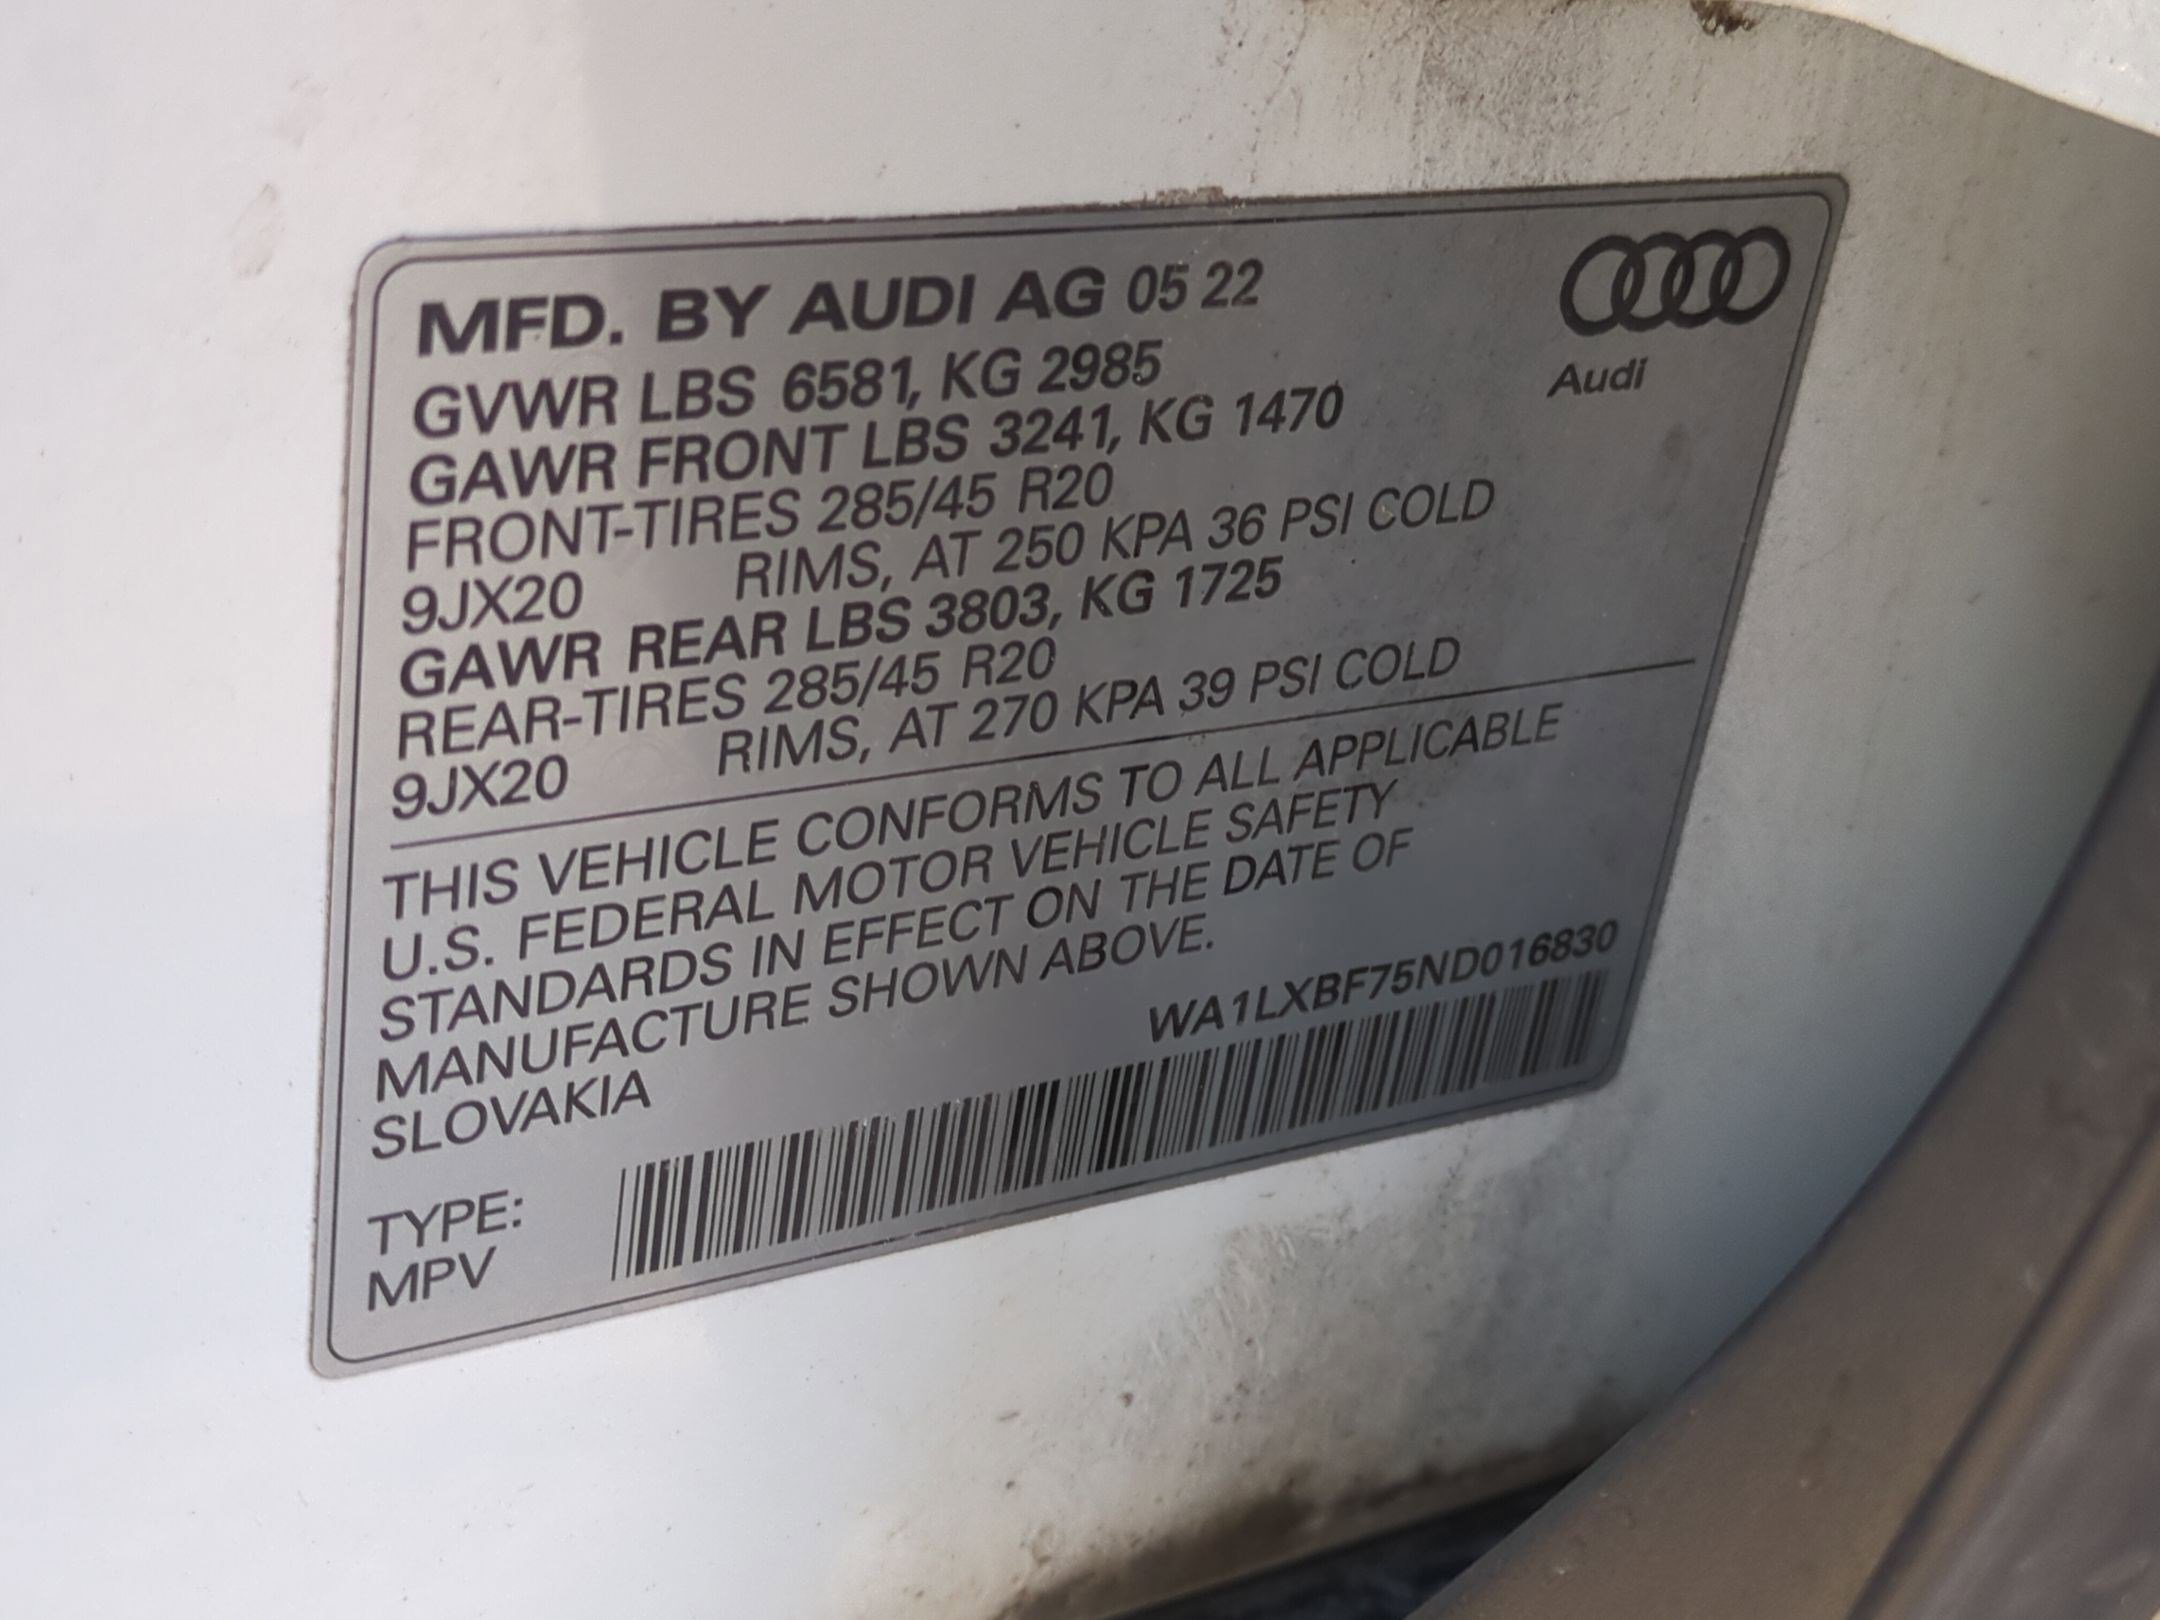 MFD. BY AUDI AG 05 22
Audi
GVWR LBS 6581, KG 2985
GAWR FRONT LBS 3241, KG 1470
FRONT-TIRES 285/45 R20
9JX20 RIMS, AT 250 KPA 36 PSI COLD
GAWR REAR LBS 3803, KG 1725
REAR-TIRES 285/45 R20
9JX20 RIMS, AT 270 KPA 39 PSI COLD
THIS VEHICLE CONFORMS TO ALL APPLICABLE
U.S. FEDERAL MOTOR VEHICLE SAFETY
STANDARDS IN EFFECT ON THE DATE OF
MANUFACTURE SHOWN ABOVE.
SLOVAKIA
WA1LXBF75ND016830
TYPE:
MPV